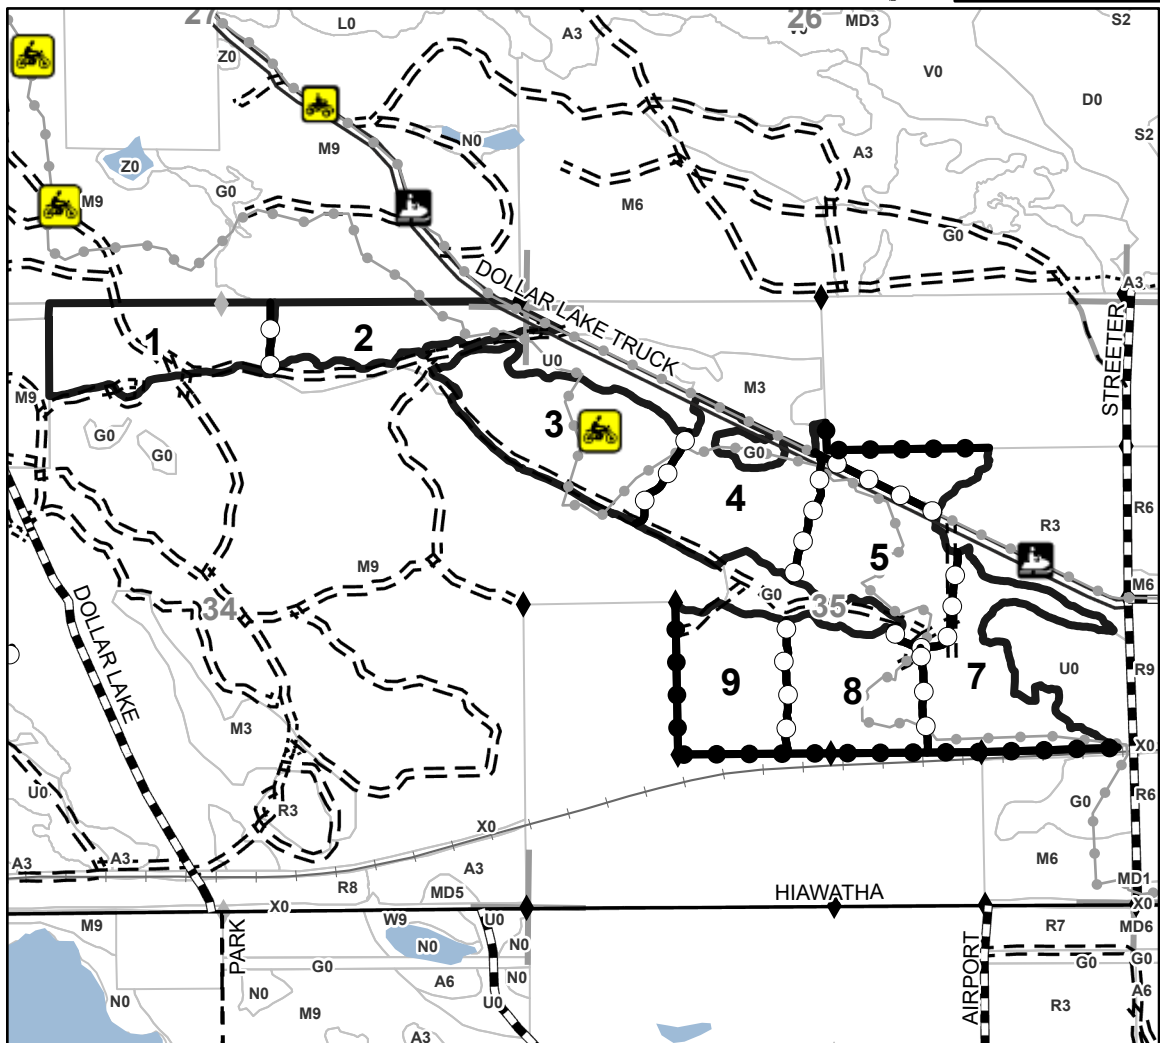 27
26
L0
A3
MD3
S2
Z0
V0
D0
S2
M9
N0
A3
Z0
G0
M9
M6
G0
A3
DOLLAR LAKE TRUCK
1
2
U0
M3
STREETER
M9
3
G0
G0
G0
4
R6
R3
5
M9
M6
DOLLAR LAKE
34
G0
35
9
8
7
U0
R9
M3
X0
U0
R3
G0
R6
X0
A3
A3
A3
M6
R8
MD5
MD1
HIAWATHA
X0
X0
M9
PARK
W9
U0
N0
N0
R7
MD6
G0
A6
N0
AIRPORT
G0
G0
N0
N0
U0
A6
M9
R3
A3